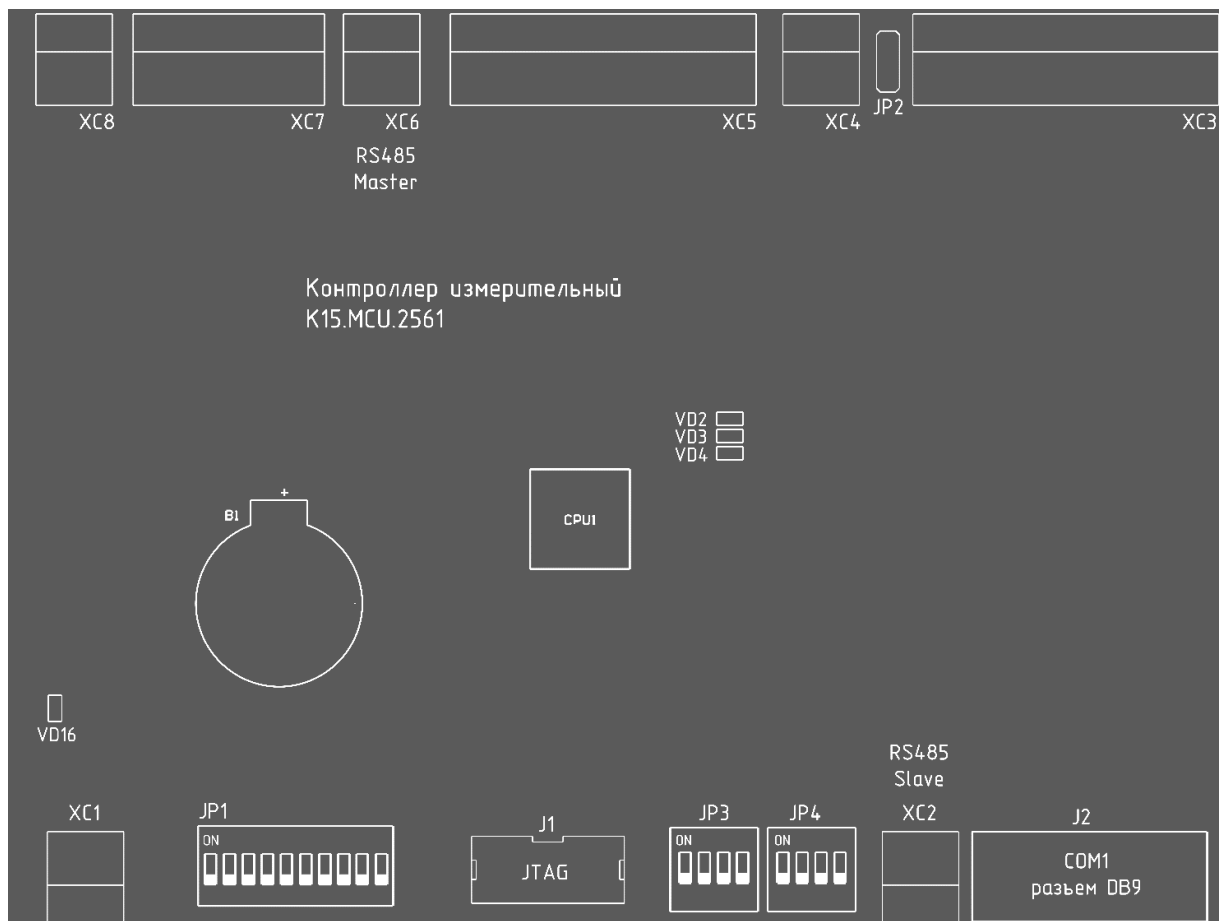 XC8
XC7
XC6
XC5
XC4
JP2
XC3
RS485
Master
Контроллер измерительный
K15.MCU.2561
VD2
VD3
VD4
+
B1
CPU1
VD16
RS485
Slave
XC1
JP1
ON
J1
JTAG
JP3
ON
JP4
ON
XC2
J2
COM1
разъем DB9